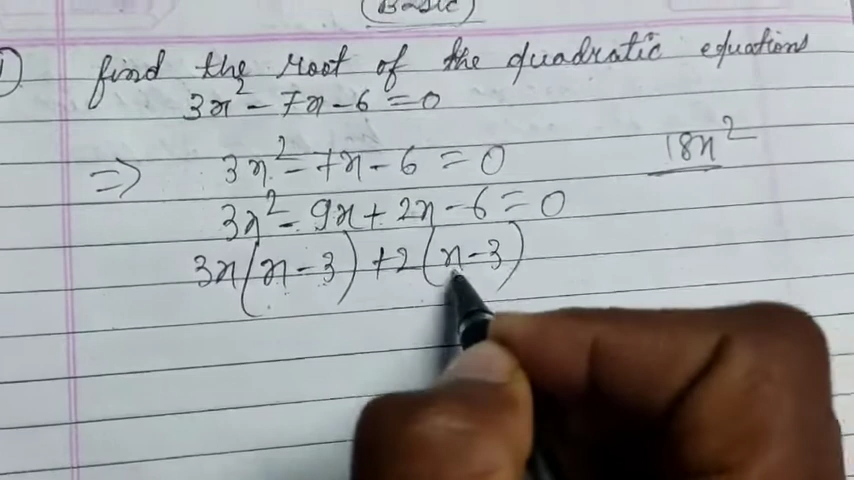 (Basic)
1) find the root of the quadratic equations
3x² - 7x - 6 = 0
=> 3x² - 7x - 6 = 0
18x²
3x² - 9x + 2x - 6 = 0
3x(x - 3) + 2(x - 3)